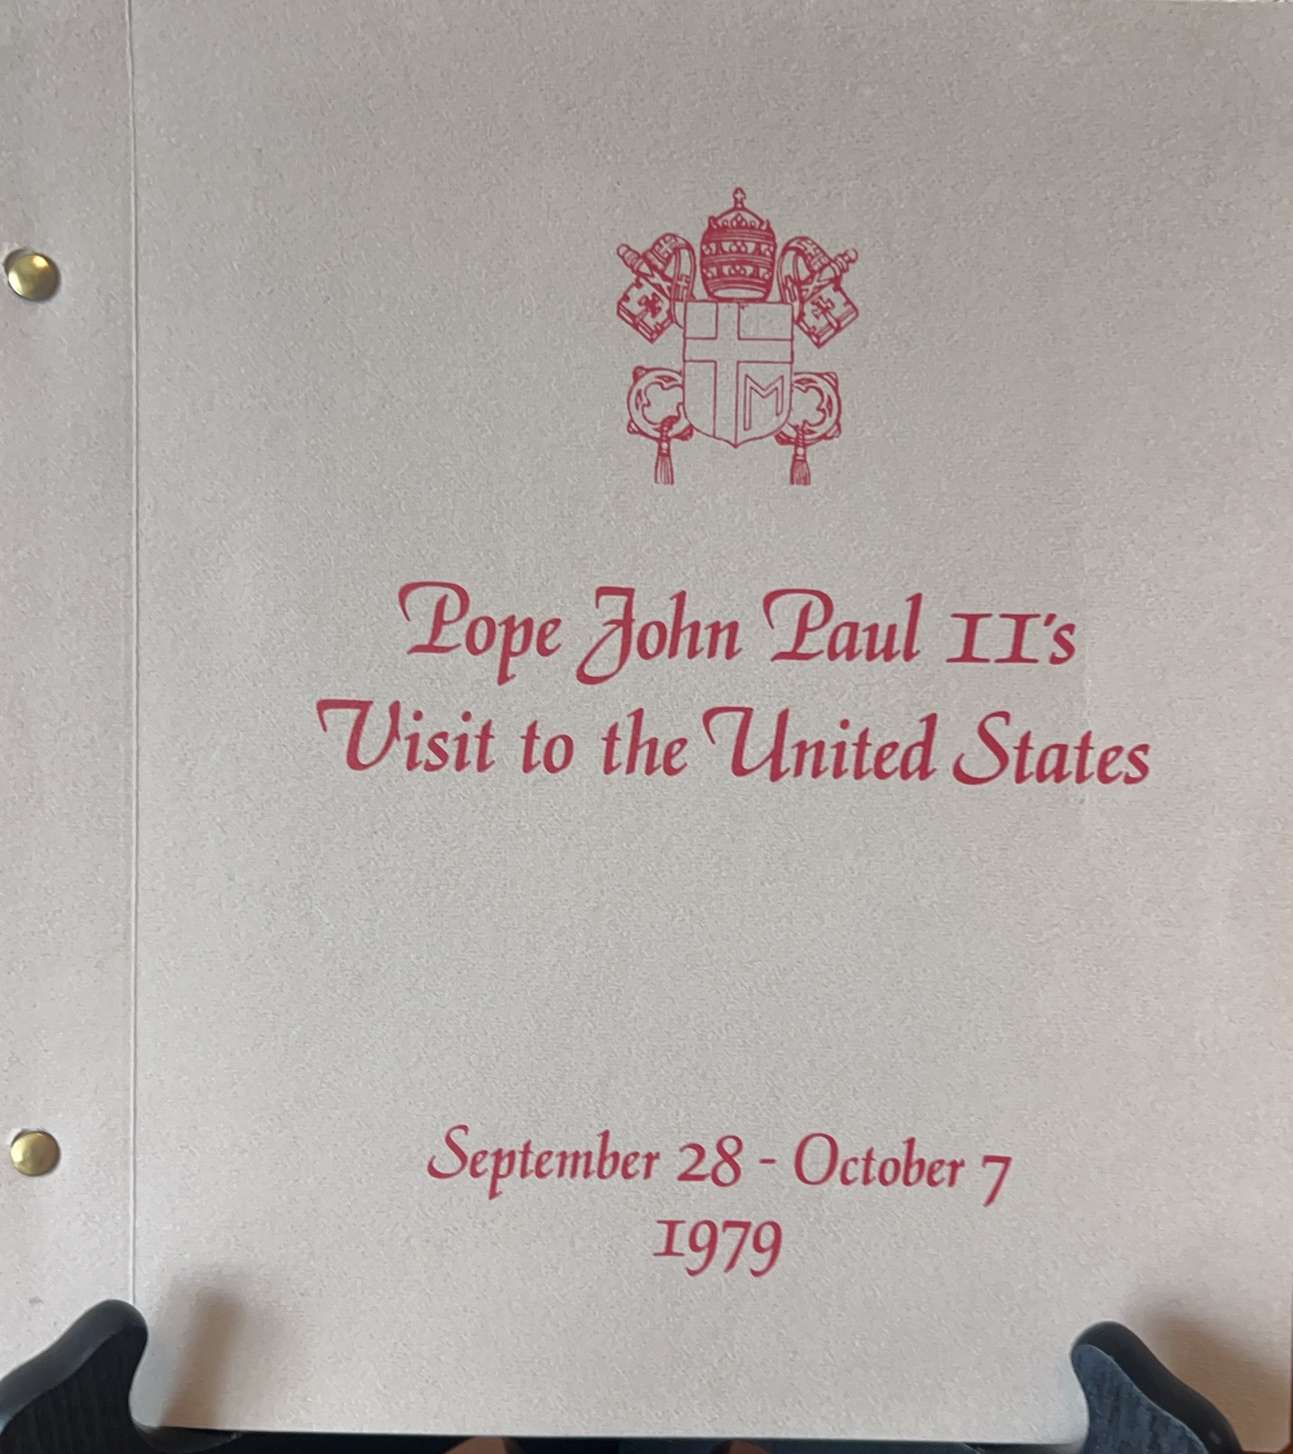 M
Pope John Paul II's
Visit to the United States
September 28 - October 7
1979